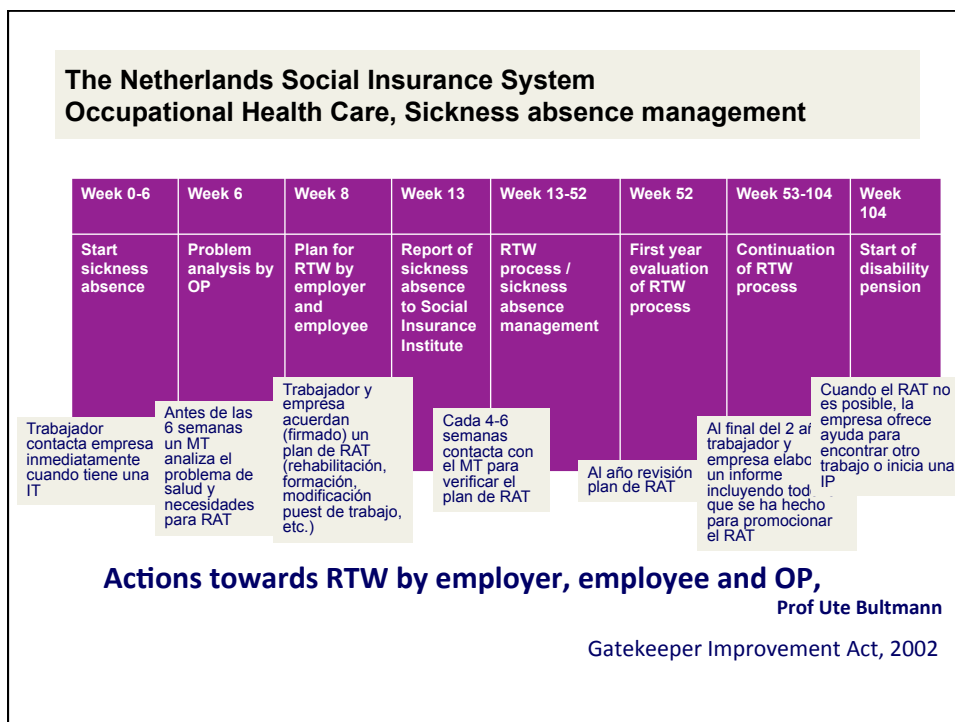 The Netherlands Social Insurance System
Occupational Health Care, Sickness absence management
Week 0-6
Week 6
Week 8
Week 13
Week 13-52
Week 52
Week 53-104
Week
104
Start
sickness
absence
Problem
analysis by
OP
Plan for
RTW by
employer
and
employee
Report of
sickness
absence
to Social
Insurance
Institute
RTW
process /
sickness
absence
management
First year
evaluation
of RTW
process
Continuation
of RTW
process
Start of
disability
pension
Trabajador
contacta empresa
inmediatamente
cuando tiene una
IT
Antes de las
6 semanas
un MT
analiza el
problema de
salud y
necesidades
para RAT
Trabajador y
empresa
acuerdan
(firmado) un
plan de RAT
(rehabilitación,
formación,
modificación
puest de trabajo,
etc.)
Cada 4-6
semanas
contacta con
el MT para
verificar el
plan de RAT
Al año revisión
plan de RAT
Al final del 2 añ
trabajador y
empresa elabo
un informe
incluyendo tod
que se ha hecho
para promocionar
el RAT
Cuando el RAT no
es posible, la
empresa ofrece
ayuda para
encontrar otro
trabajo o inicia una
IP
Actions towards RTW by employer, employee and OP,
Prof Ute Bultmann
Gatekeeper Improvement Act, 2002